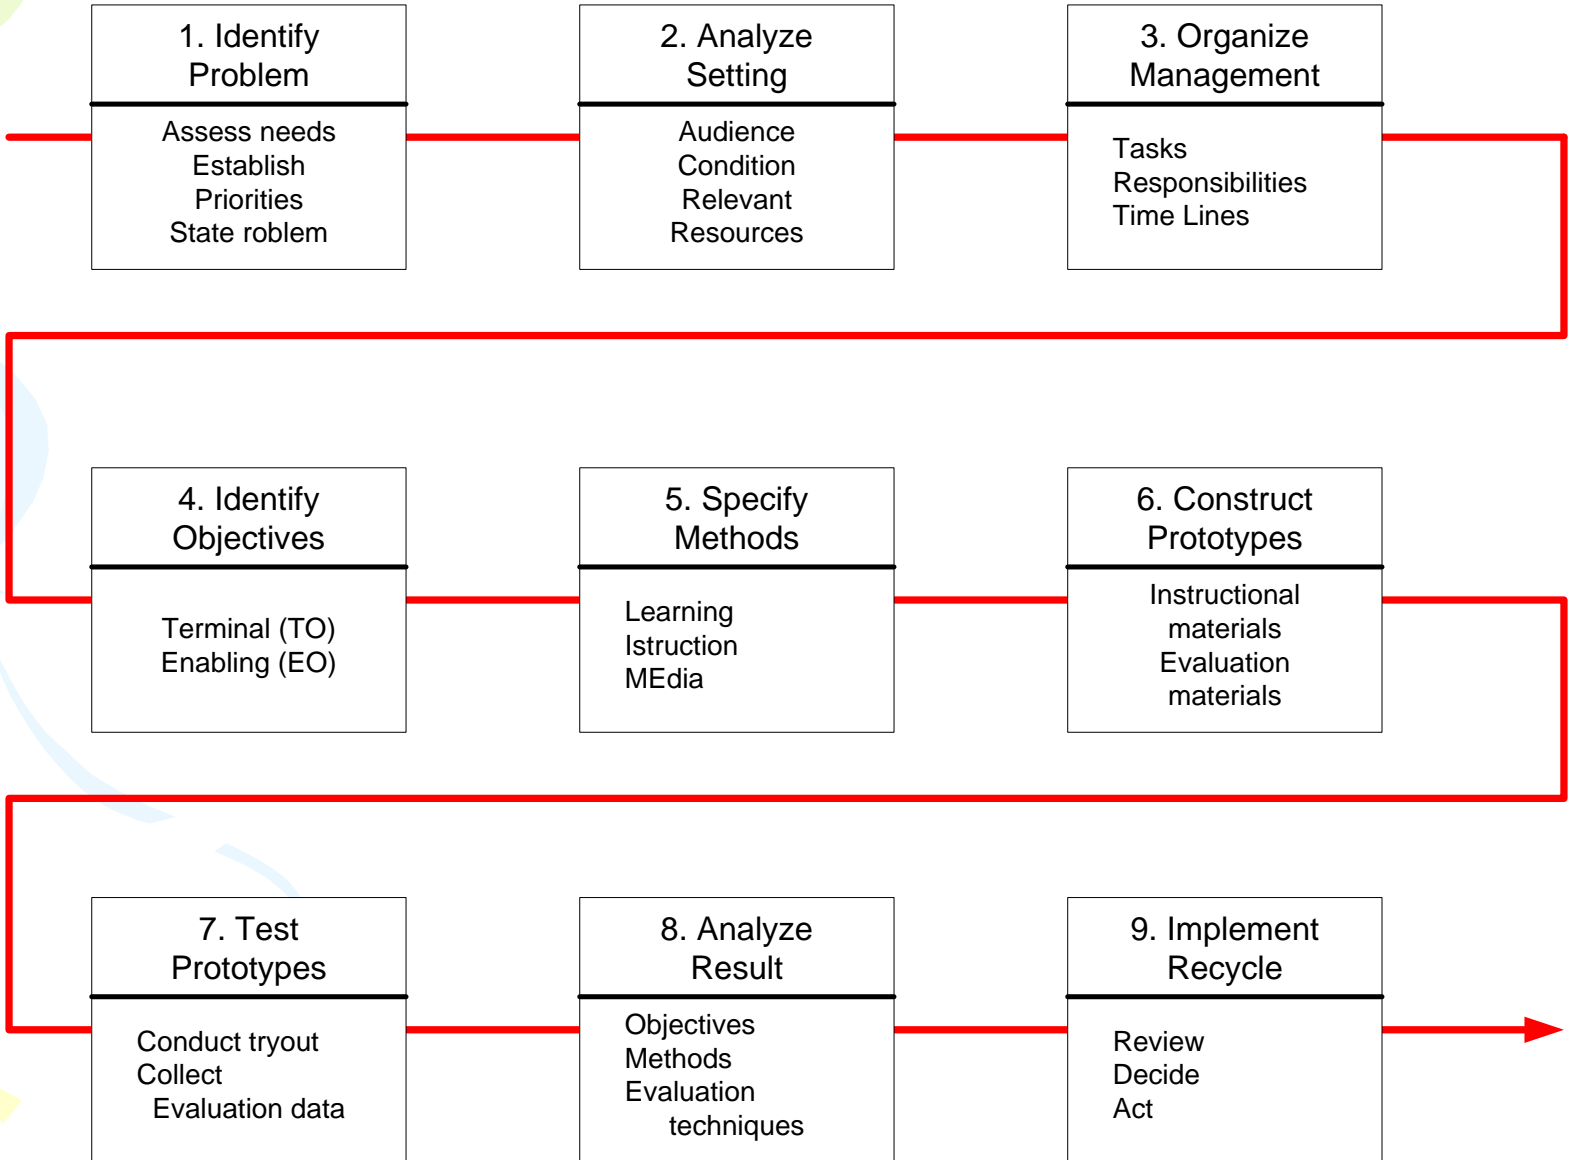 1. Identify
Problem
Assess needs
Establish
Priorities
State roblem
2. Analyze
Setting
Audience
Condition
Relevant
Resources
3. Organize
Management
Tasks
Responsibilities
Time Lines
4. Identify
Objectives
Terminal (TO)
Enabling (EO)
5. Specify
Methods
Learning
Istruction
MEdia
6. Construct
Prototypes
Instructional
materials
Evaluation
materials
7. Test
Prototypes
Conduct tryout
Collect
Evaluation data
8. Analyze
Result
Objectives
Methods
Evaluation
techniques
9. Implement
Recycle
Review
Decide
Act